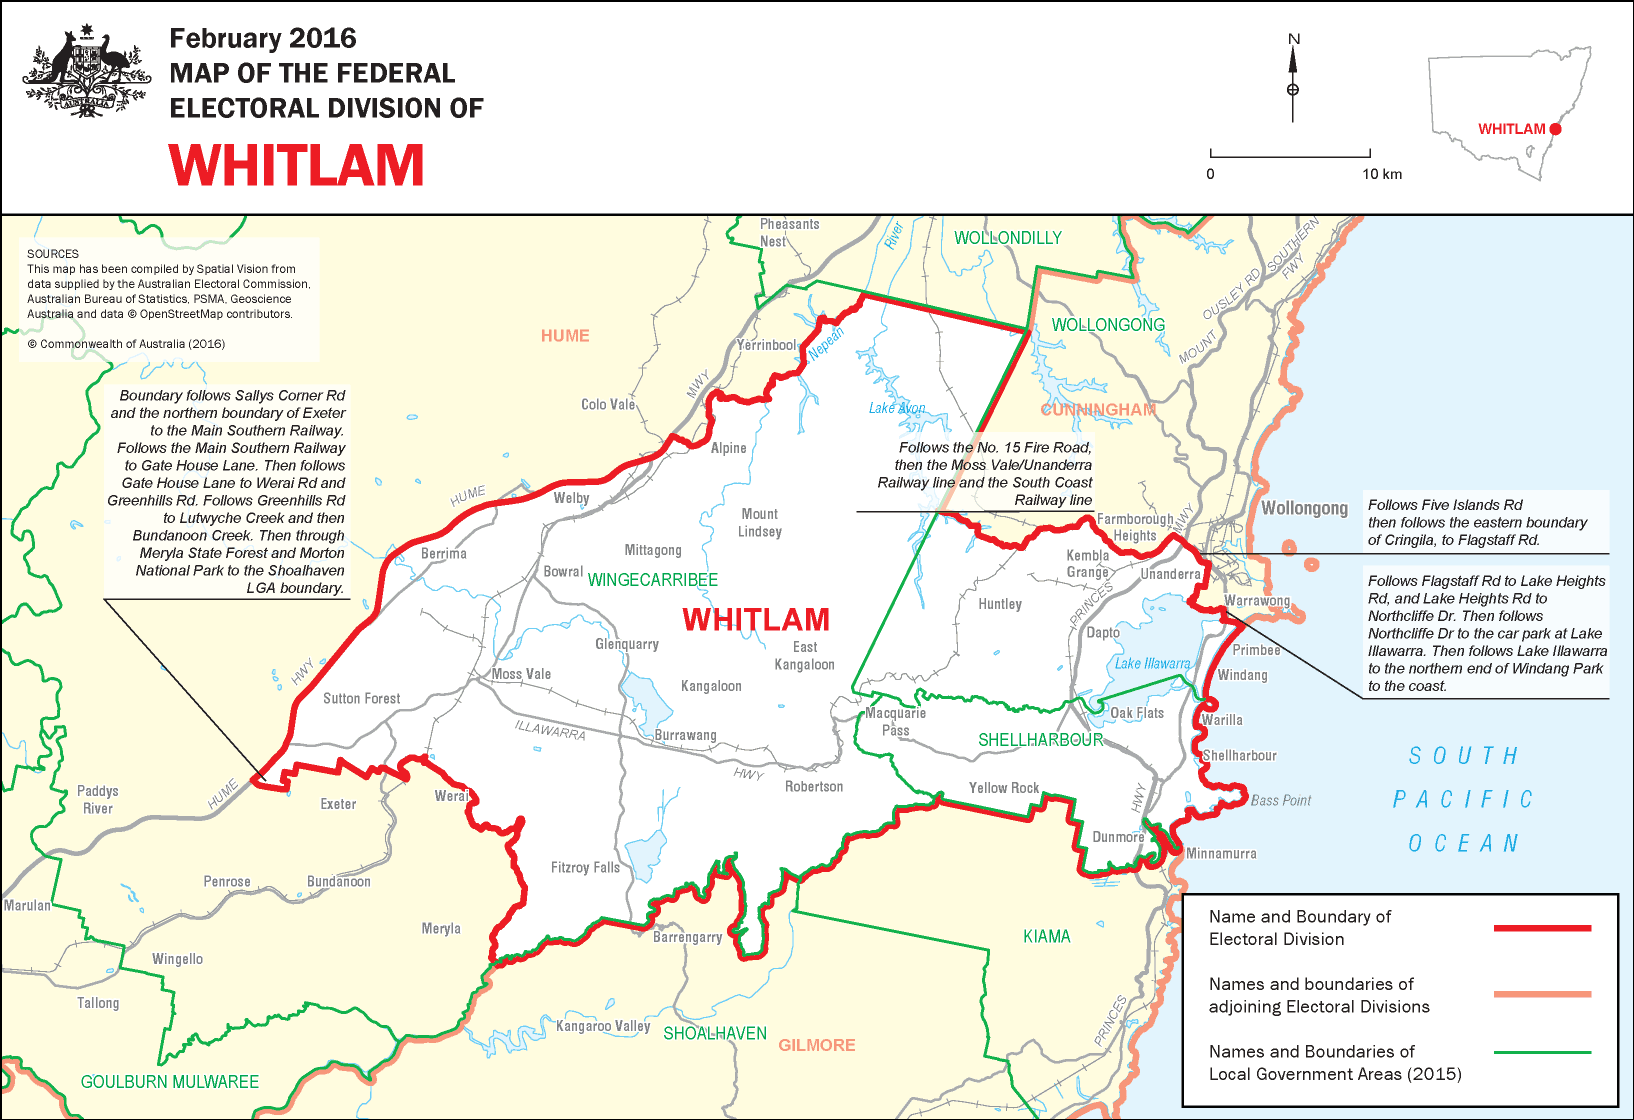 February 2016
MAP OF THE FEDERAL
ELECTORAL DIVISION OF
WHITLAM
AUSTRALIA
N
0
10 km
WHITLAM
SOURCES
This map has been compiled by Spatial Vision from
data supplied by the Australian Electoral Commission,
Australian Bureau of Statistics, PSMA, Geoscience
Australia and data © OpenStreetMap contributors.
© Commonwealth of Australia (2016)
Boundary follows Sallys Corner Rd
and the northern boundary of Exeter
to the Main Southern Railway.
Follows the Main Southern Railway
to Gate House Lane. Then follows
Gate House Lane to Werai Rd and
Greenhills Rd. Follows Greenhills Rd
to Lutwyche Creek and then
Bundanoon Creek. Then through
Meryla State Forest and Morton
National Park to the Shoalhaven
LGA boundary.
Pheasants
Nest
River
WOLLONDILLY
SOUTHERN
FWY
MOUNT OUSLEY RD
WOLLONGONG
HUME
Yerrinbool
Nepean
MWY
Colo Vale
Lake Avon
CUNNINGHAM
Alpine
Follows the No. 15 Fire Road,
then the Moss Vale/Unanderra
Railway line and the South Coast
Railway line
HUME
Welby
Mount
Lindsey
Farmborough
Heights
MWY
Wollongong
Follows Five Islands Rd
then follows the eastern boundary
of Cringila, to Flagstaff Rd.
Berrima
Mittagong
Bowral
WINGECARRIBEE
Kembla
Grange
Unanderra
Follows Flagstaff Rd to Lake Heights
Rd, and Lake Heights Rd to
Northcliffe Dr. Then follows
Northcliffe Dr to the car park at Lake
Illawarra. Then follows Lake Illawarra
to the northern end of Windang Park
to the coast.
WHITLAM
Huntley
PRINCES
Warrawong
Dapto
Glenquarry
East
Kangaloon
Primbee
Lake Illawarra
HWY
Moss Vale
Kangaloon
Windang
Sutton Forest
Macquarie
Pass
Oak Flats
Warilla
ILLAWARRA
Burrawang
SHELLHARBOUR
Shellharbour
SOUTH
PACIFIC
OCEAN
HWY
Robertson
Yellow Rock
HWY
Bass Point
HUME
Paddys
River
Exeter
Werai
Dunmore
Minnamurra
Fitzroy Falls
Penrose
Bundanoon
Marulan
Meryla
Barrengarry
KIAMA
Wingello
Tallong
PRINCES
Kangaroo Valley
SHOALHAVEN
GILMORE
GOULBURN MULWAREE
Name and Boundary of
Electoral Division
Names and boundaries of
adjoining Electoral Divisions
Names and Boundaries of
Local Government Areas (2015)